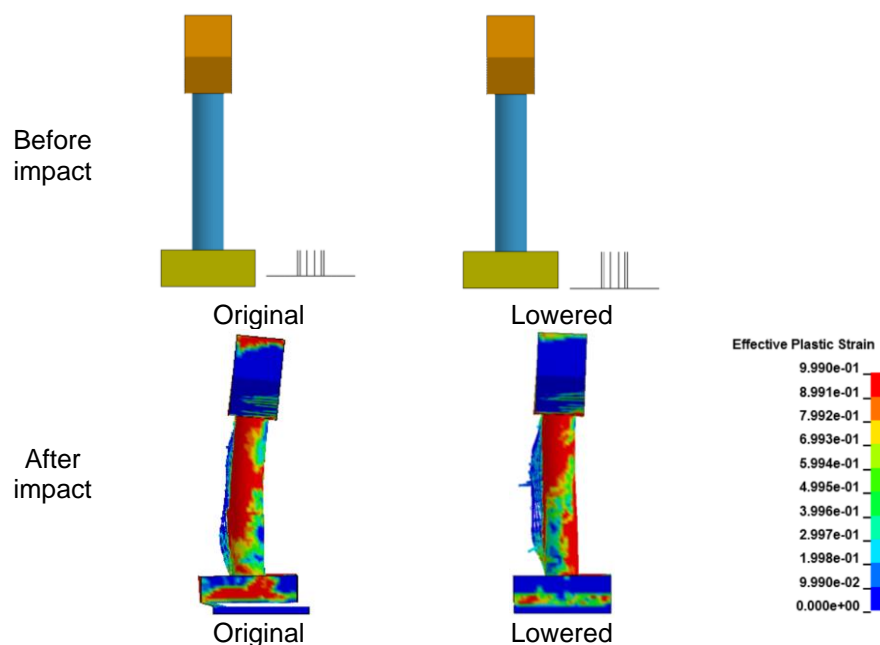 Before
impact
Original
Lowered
After
impact
Original
Lowered
Effective Plastic Strain
9.990e-01
8.991e-01
7.992e-01
6.993e-01
5.994e-01
4.995e-01
3.996e-01
2.997e-01
1.998e-01
9.990e-02
0.000e+00